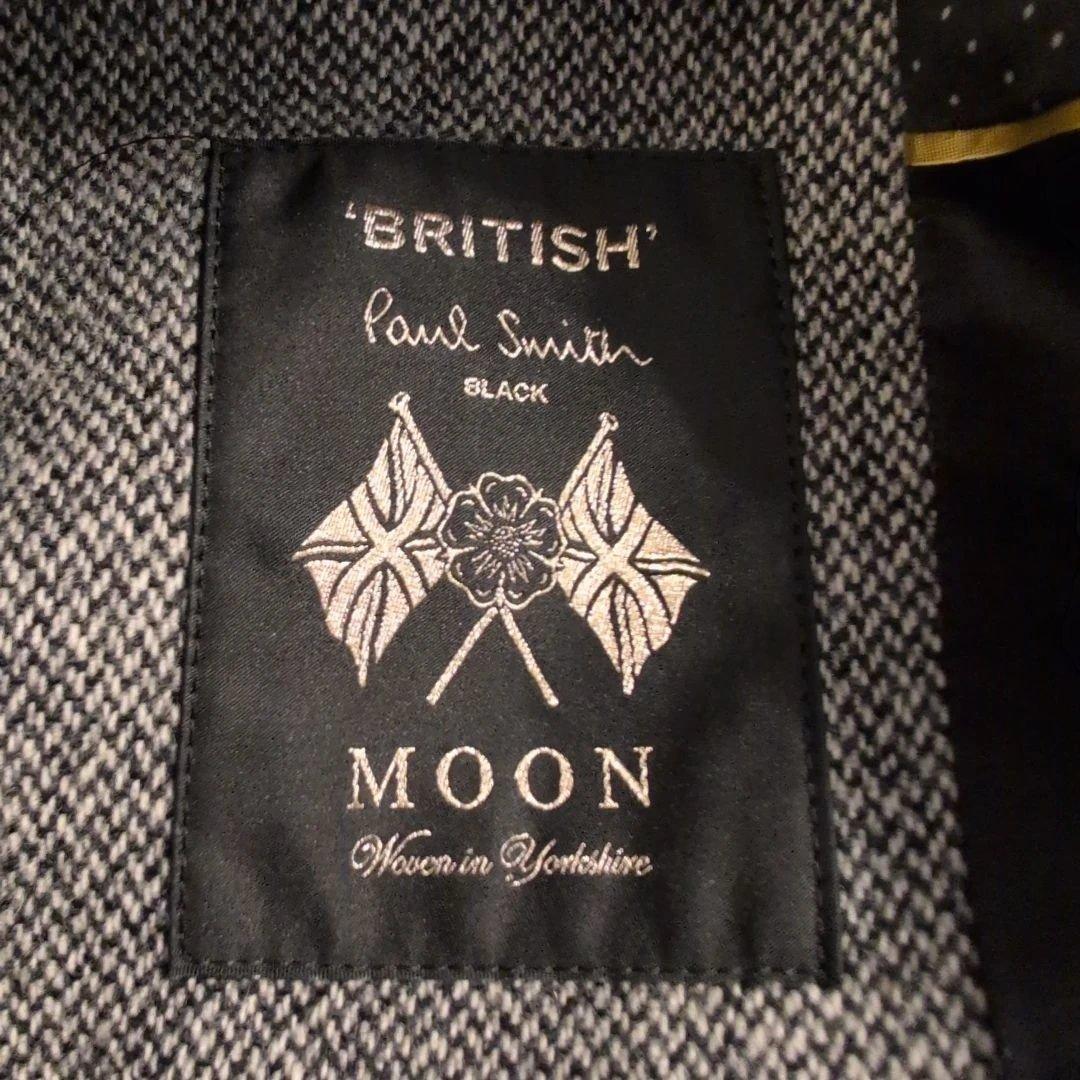 'BRITISH'
Paul Smith
BLACK
MOON
Woven in Yorkshire